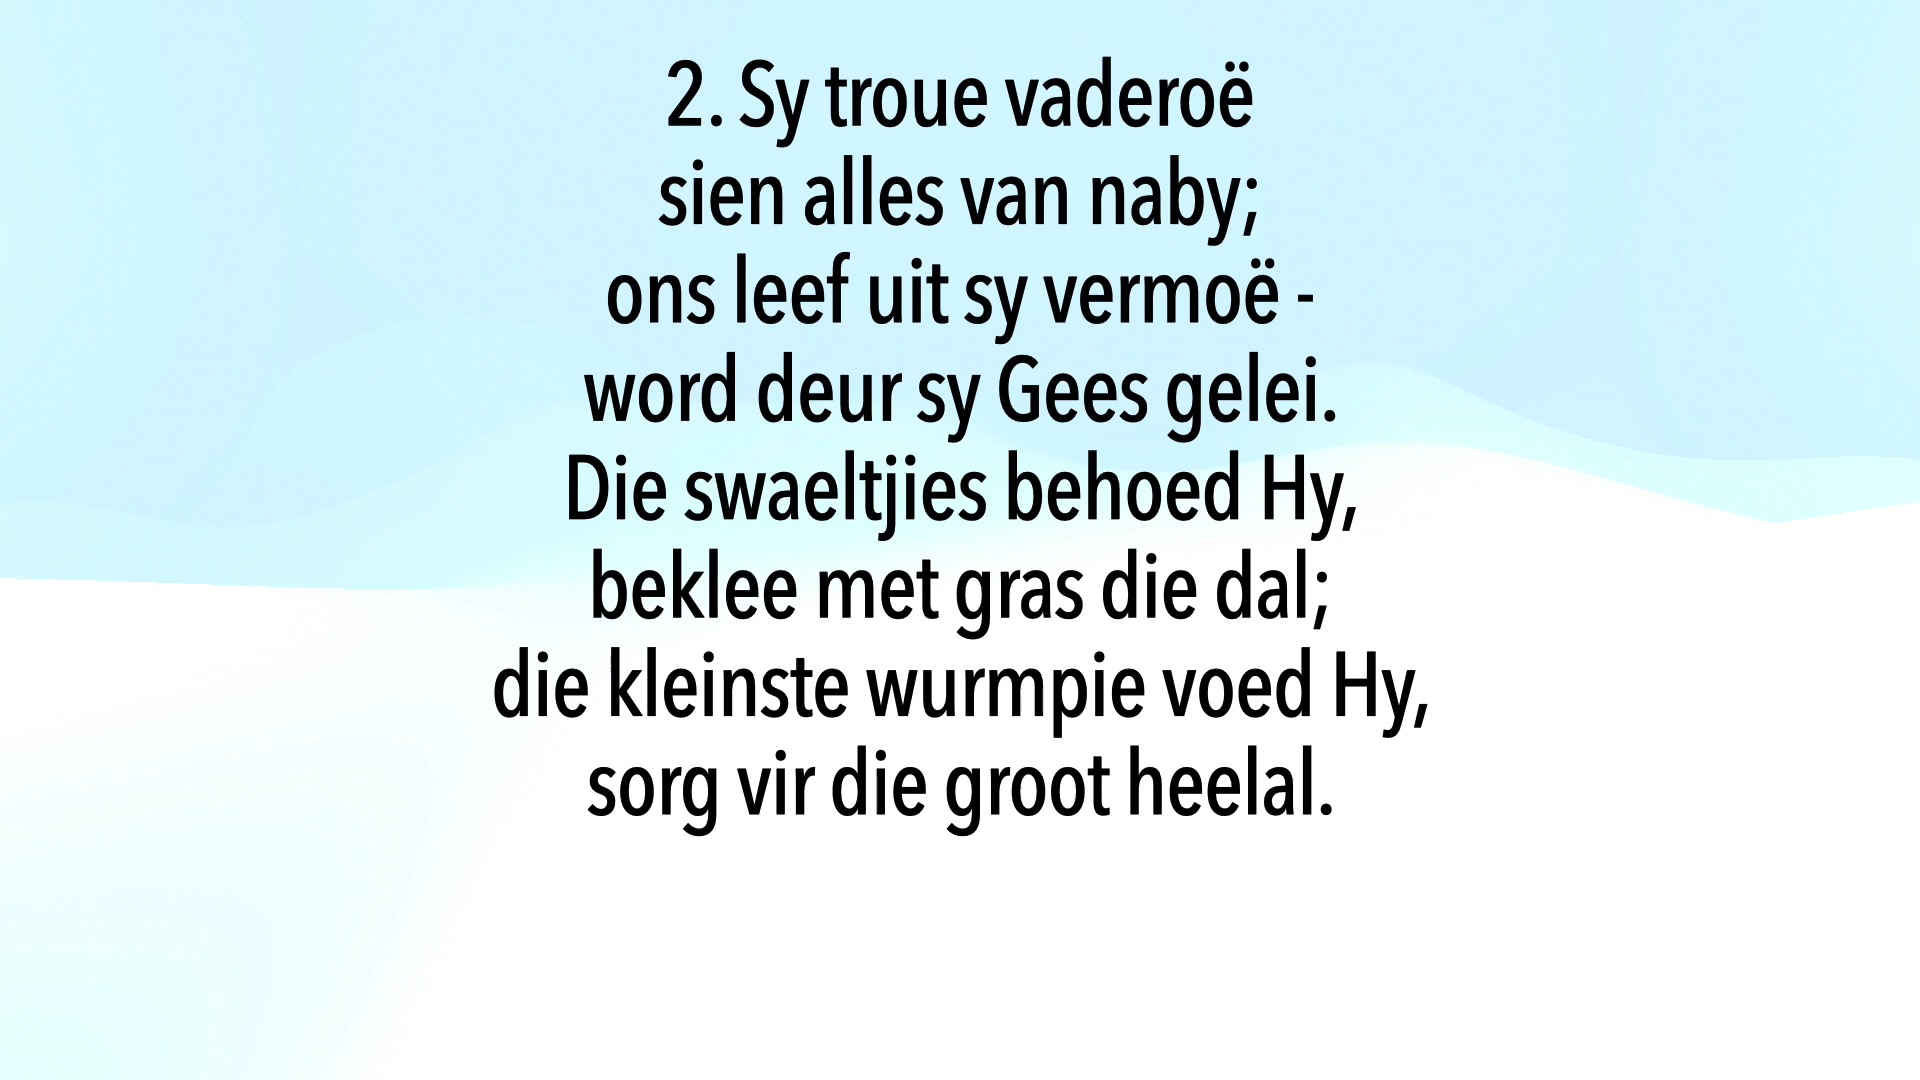 2. Sy troue vaderoë
sien alles van naby;
ons leef uit sy vermoë -
word deur sy Gees gelei.
Die swaeltjies behoed Hy,
beklee met gras die dal;
die kleinste wurmpie voed Hy,
sorg vir die groot heelal.